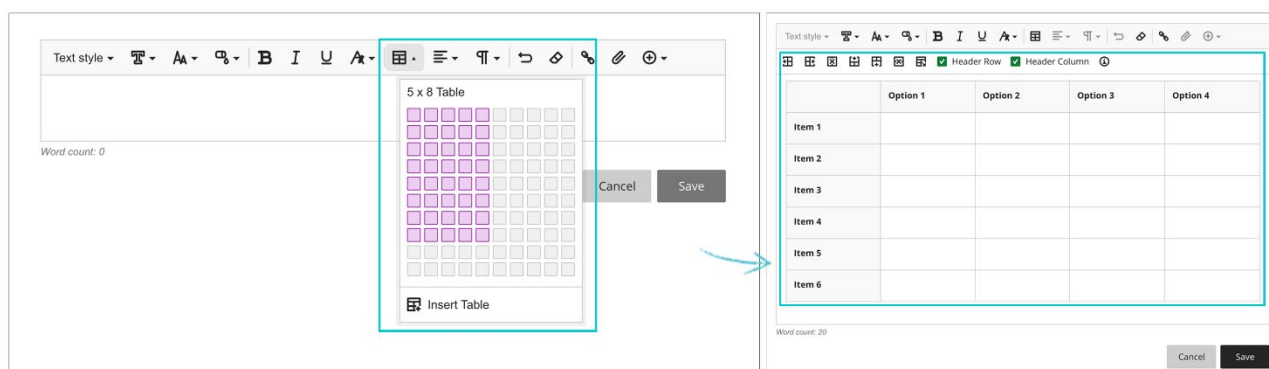 Text style
B I U
5 x 8 Table
Word count: 0
Insert Table
Cancel Save
Text style
B I U
Header Row Header Column
Option 1 Option 2 Option 3 Option 4
Item 1
Item 2
Item 3
Item 4
Item 5
Item 6
Word count: 20
Cancel Save